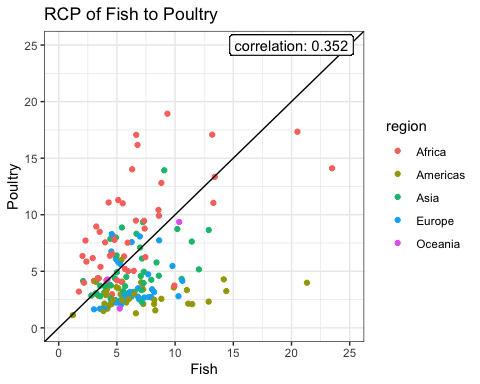 RCP of Fish to Poultry
correlation: 0.352
25
20
15
10
5
0
Poultry
0
5
10
15
20
25
Fish
region
Africa
Americas
Asia
Europe
Oceania